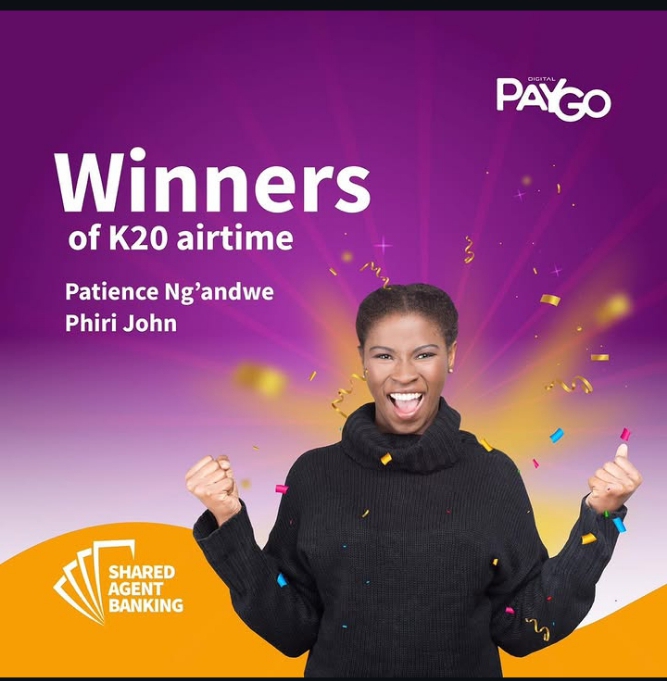 DIGITAL
PAYGO
Winners
of K20 airtime
Patience Ng’andwe
Phiri John
SHARED
AGENT
BANKING